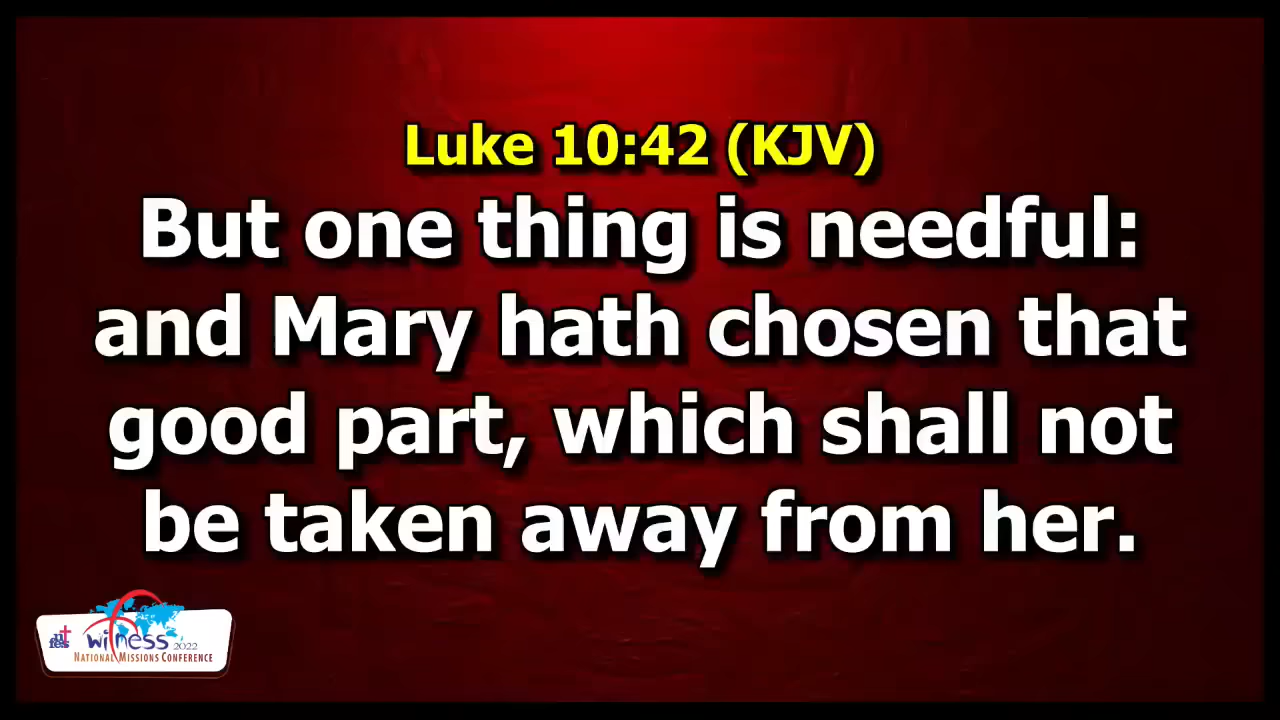 Luke 10:42 (KJV)
But one thing is needful:
and Mary hath chosen that
good part, which shall not
be taken away from her.
witness 2022
NATIONAL MISSIONS CONFERENCE